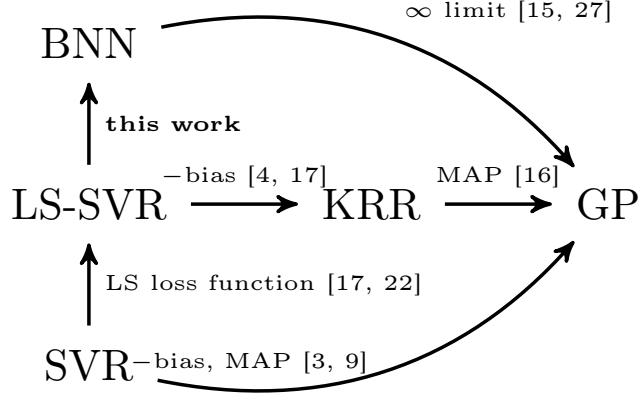 ∞ limit [15, 27]
BNN
this work
−bias [4, 17]
MAP [16]
LS-SVR
KRR
GP
LS loss function [17, 22]
SVR
−bias, MAP [3, 9]